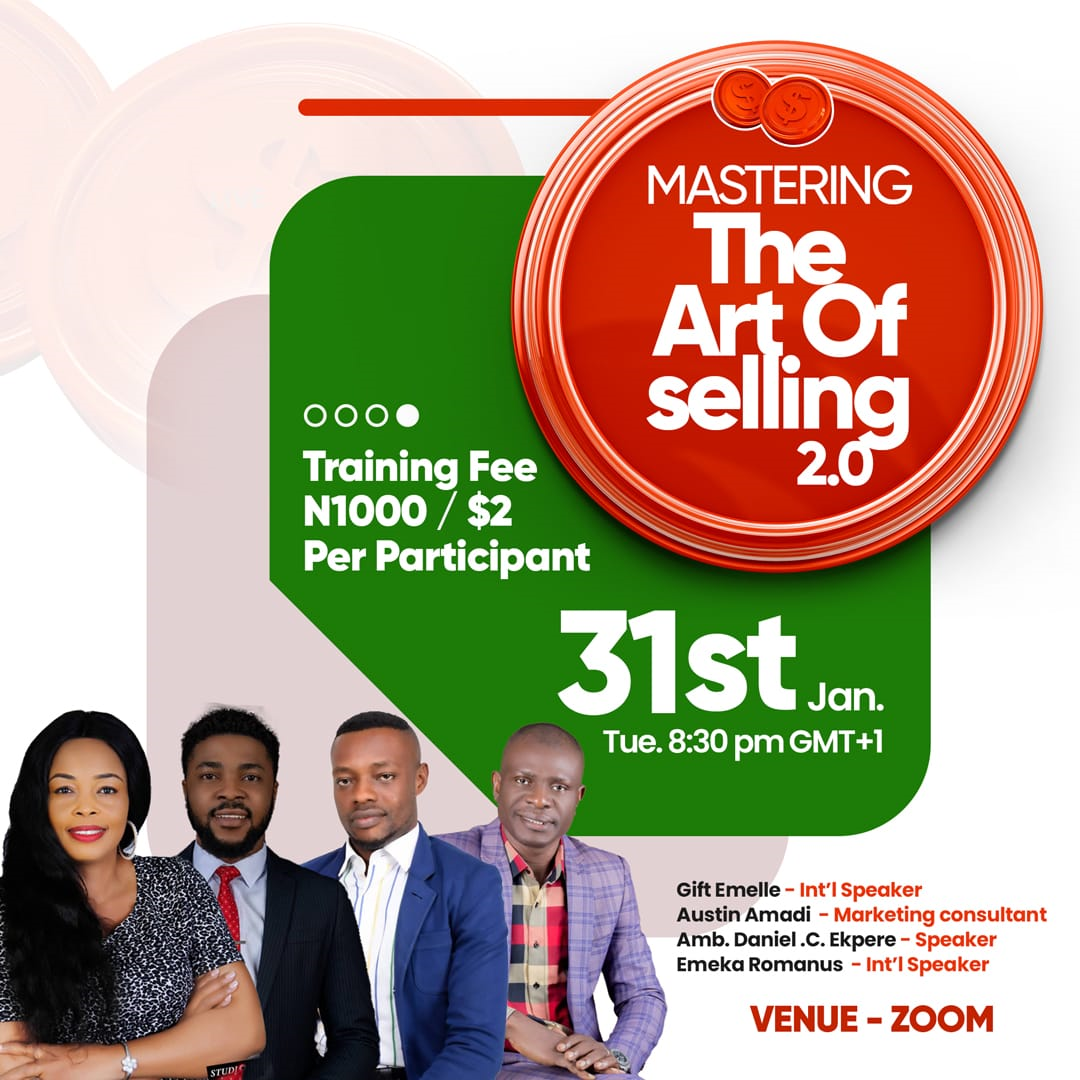 MASTERING
The
Art Of
selling
2.0
Training Fee
N1000 / $2
Per Participant
31st Jan.
Tue. 8:30 pm GMT+1
Gift Emelle - Int'l Speaker
Austin Amadi - Marketing consultant
Amb. Daniel .C. Ekpere - Speaker
Emeka Romanus - Int'l Speaker
VENUE - ZOOM